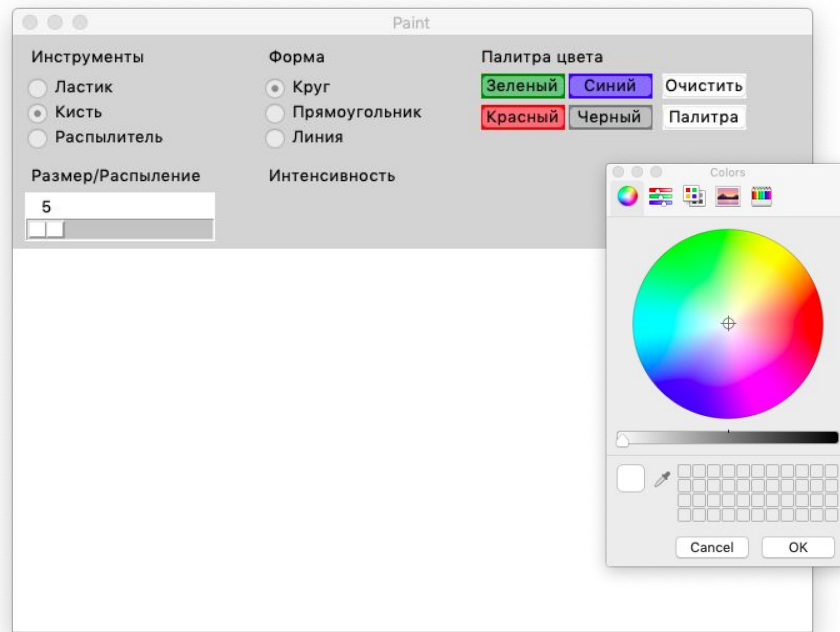 Paint
Инструменты
Ластик
Кисть
Распылитель
Форма
Круг
Прямоугольник
Линия
Палитра цвета
Зеленый Синий Очистить
Красный Черный Палитра
Размер/Распыление
5
Интенсивность
Colors
Cancel OK